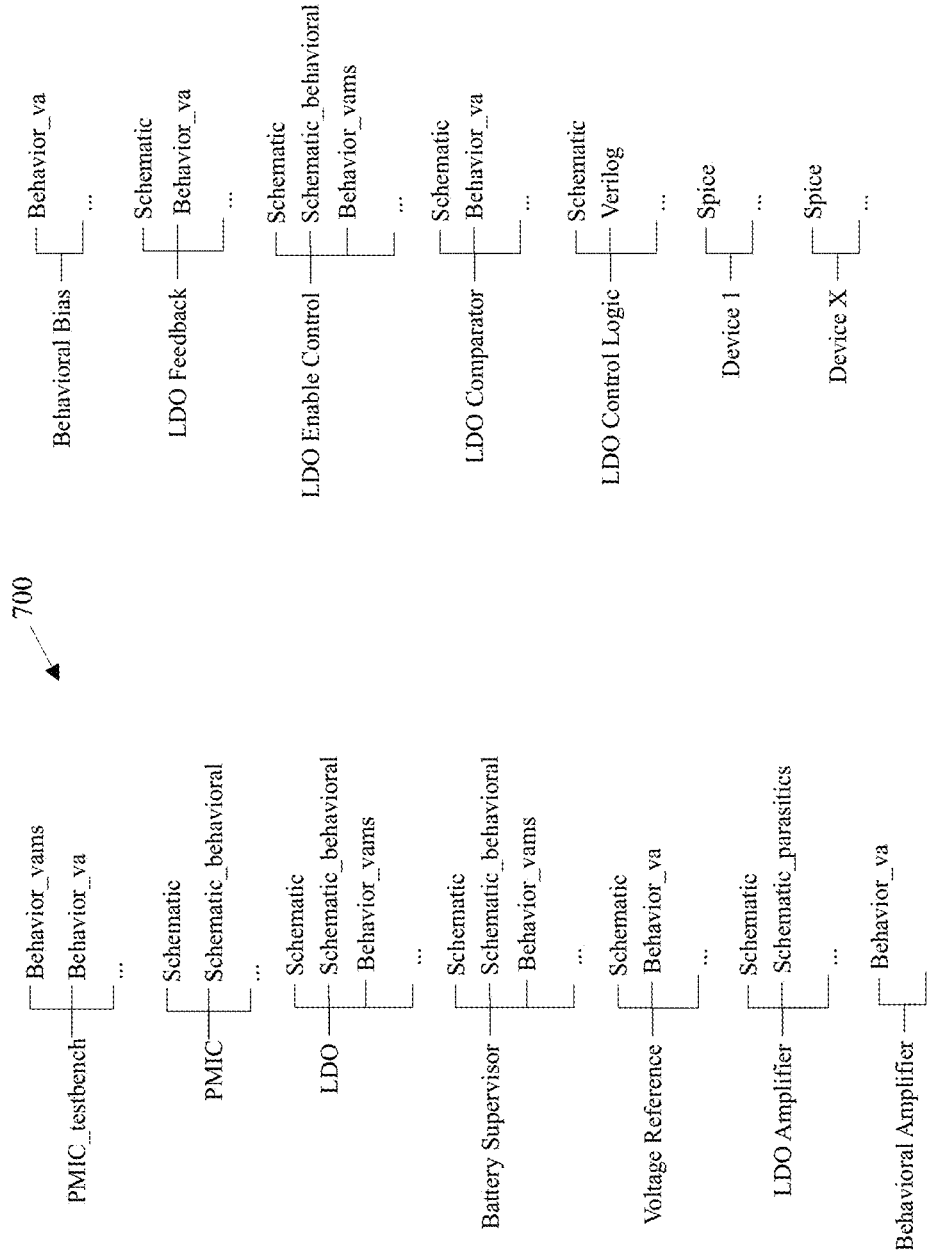 700
PMIC_testbench
Behavior_vams
Behavior_va
...
PMIC
Schematic
Schematic_behavioral
...
LDO
Schematic
Schematic_behavioral
Behavior_vams
...
Battery Supervisor
Schematic
Schematic_behavioral
Behavior_vams
...
Voltage Reference
Schematic
Behavior_va
...
LDO Amplifier
Schematic
Schematic_parasitics
...
Behavioral Amplifier
Behavior_va
Behavioral Bias
Behavior_va
...
LDO Feedback
Schematic
Behavior_va
...
LDO Enable Control
Schematic
Schematic_behavioral
Behavior_vams
...
LDO Comparator
Schematic
Behavior_va
...
LDO Control Logic
Schematic
Verilog
...
Device 1
Spice
...
Device X
Spice
...